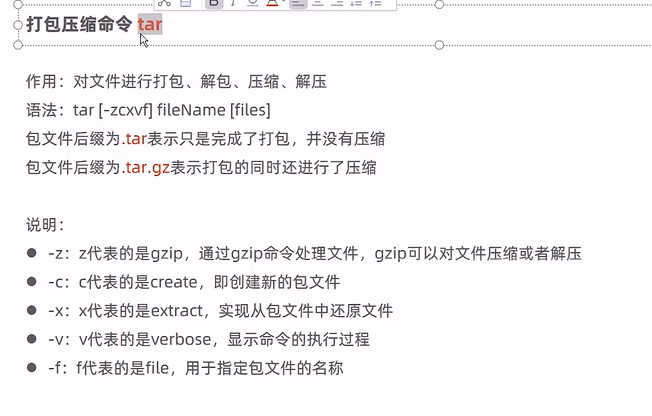 打包压缩命令 tar
作用：对文件进行打包、解包、压缩、解压
语法：tar [-zcxvf] fileName [files]
包文件后缀为.tar表示只是完成了打包，并没有压缩
包文件后缀为.tar.gz表示打包的同时还进行了压缩
说明：
● -z：z代表的是gzip，通过gzip命令处理文件，gzip可以对文件压缩或者解压
● -c：c代表的是create，即创建新的包文件
● -x：x代表的是extract，实现从包文件中还原文件
● -v：v代表的是verbose，显示命令的执行过程
● -f：f代表的是file，用于指定包文件的名称